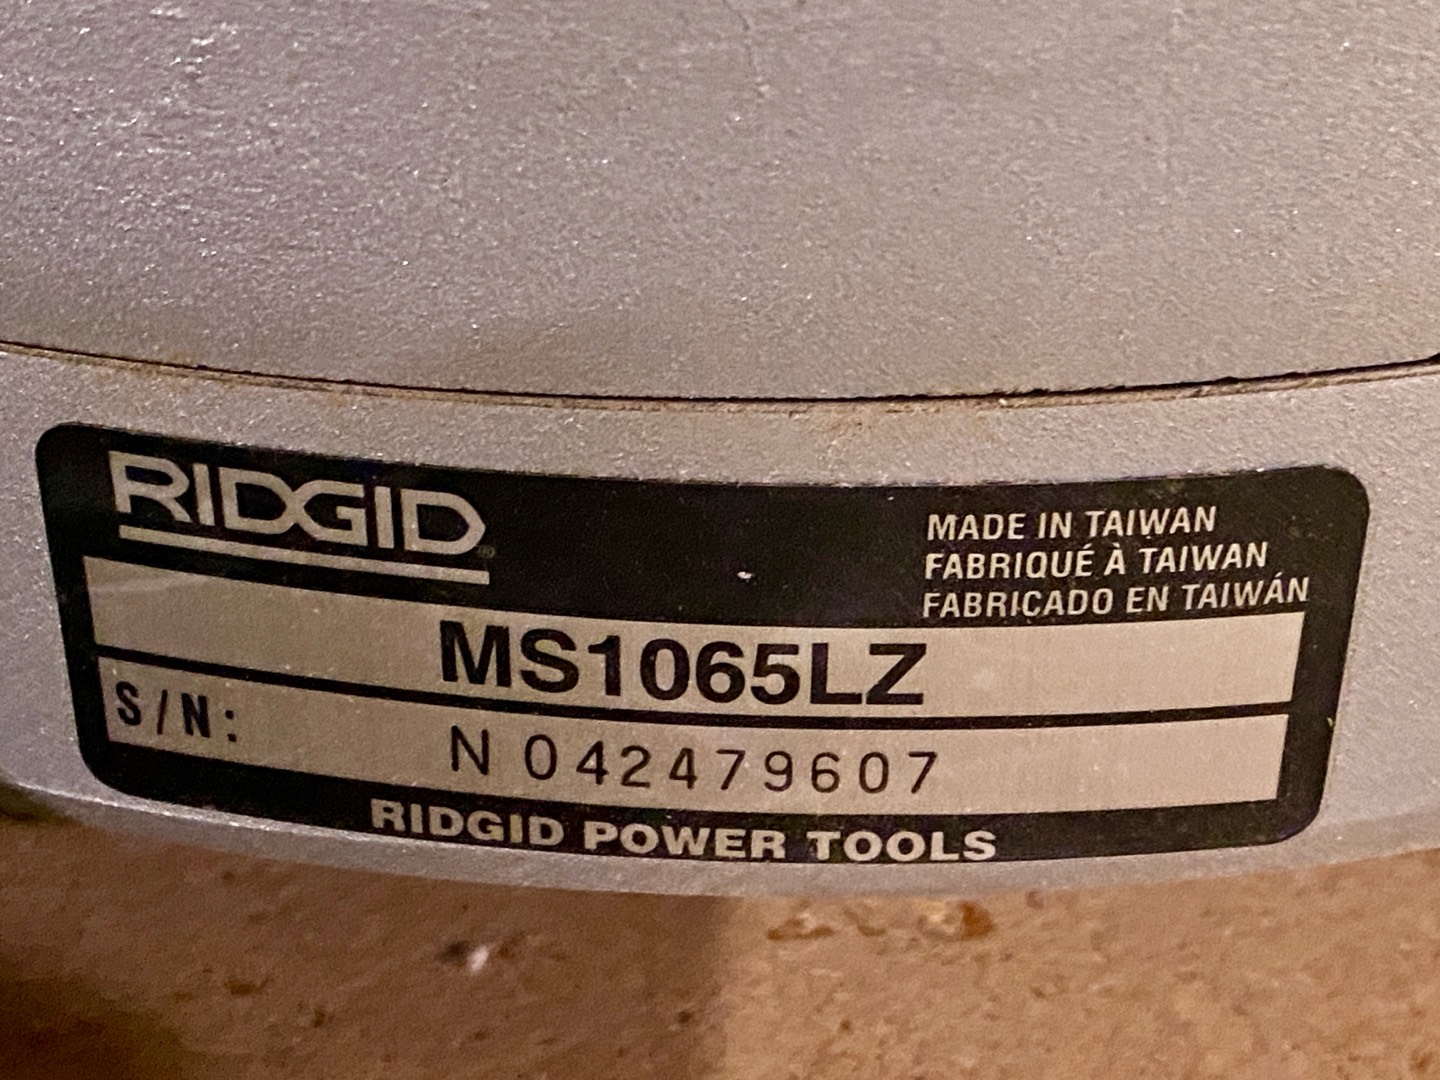 RIDGID®
MADE IN TAIWAN
FABRIQUÉ À TAIWAN
FABRICADO EN TAIWÁN
MS1065LZ
S/N: N 042479607
RIDGID POWER TOOLS